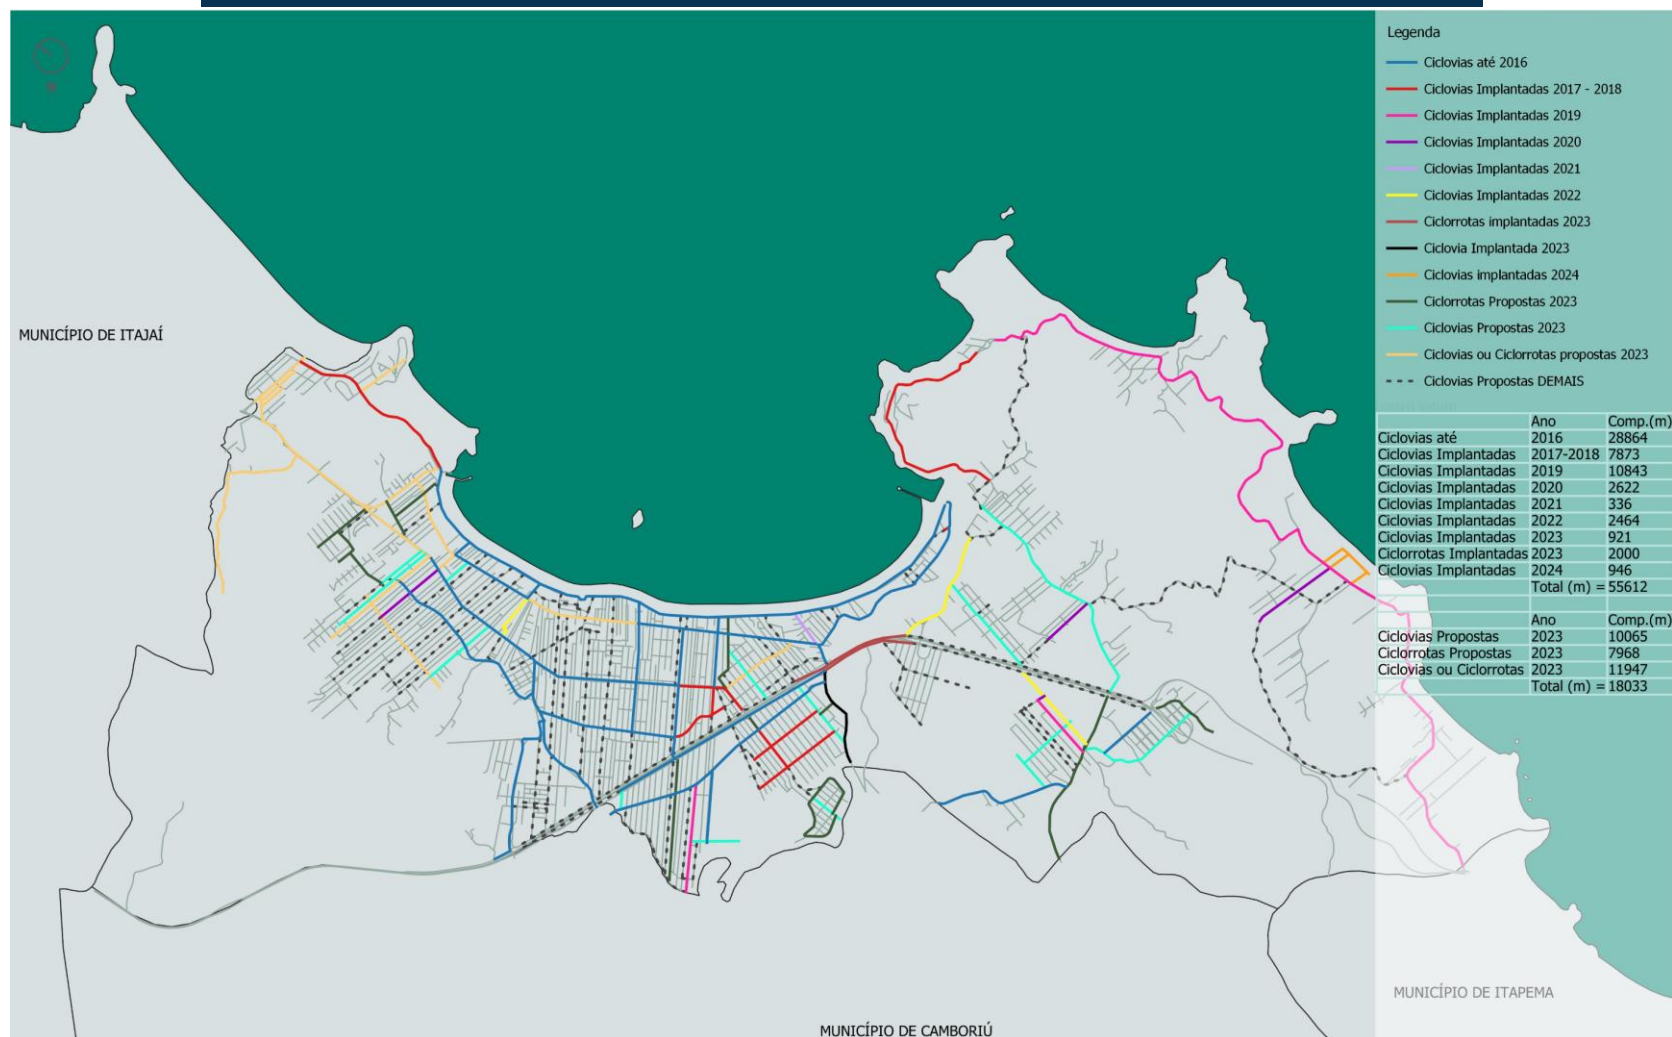 Legenda
Ciclovias até 2016
Ciclovias Implantadas 2017 - 2018
Ciclovias Implantadas 2019
Ciclovias Implantadas 2020
Ciclovias Implantadas 2021
Ciclovias Implantadas 2022
Ciclorrotas implantadas 2023
Ciclovia Implantada 2023
Ciclovias implantadas 2024
Ciclorrotas Propostas 2023
Ciclovias Propostas 2023
Ciclovias ou Ciclorrotas propostas 2023
Ciclovias Propostas DEMAIS
Ano Comp.(m)
Ciclovias até 2016 28864
Ciclovias Implantadas 2017-2018 7873
Ciclovias Implantadas 2019 10843
Ciclovias Implantadas 2020 2622
Ciclovias Implantadas 2021 336
Ciclovias Implantadas 2022 2464
Ciclovias Implantadas 2023 921
Ciclorrotas Implantadas 2023 2000
Ciclovias Implantadas 2024 946
Total (m) = 55612
Ano Comp.(m)
Ciclovias Propostas 2023 10065
Ciclorrotas Propostas 2023 7968
Ciclovias ou Ciclorrotas 2023 11947
Total (m) = 18033
MUNICÍPIO DE ITAJAÍ
MUNICÍPIO DE ITAPEMA
MUNICÍPIO DE CAMBORIÚ